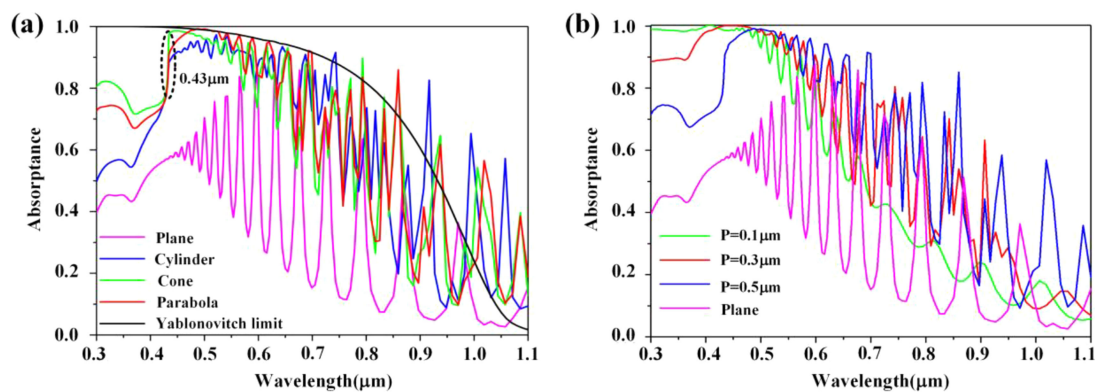 (a)
1.0
0.8
0.6
0.4
0.2
0.0
Absorptance
0.43μm
Plane
Cylinder
Cone
Parabola
Yablonovitch limit
0.3 0.4 0.5 0.6 0.7 0.8 0.9 1.0 1.1
Wavelength(μm)
(b)
1.0
0.8
0.6
0.4
0.2
0.0
Absorptance
P=0.1μm
P=0.3μm
P=0.5μm
Plane
0.3 0.4 0.5 0.6 0.7 0.8 0.9 1.0 1.1
Wavelength(μm)